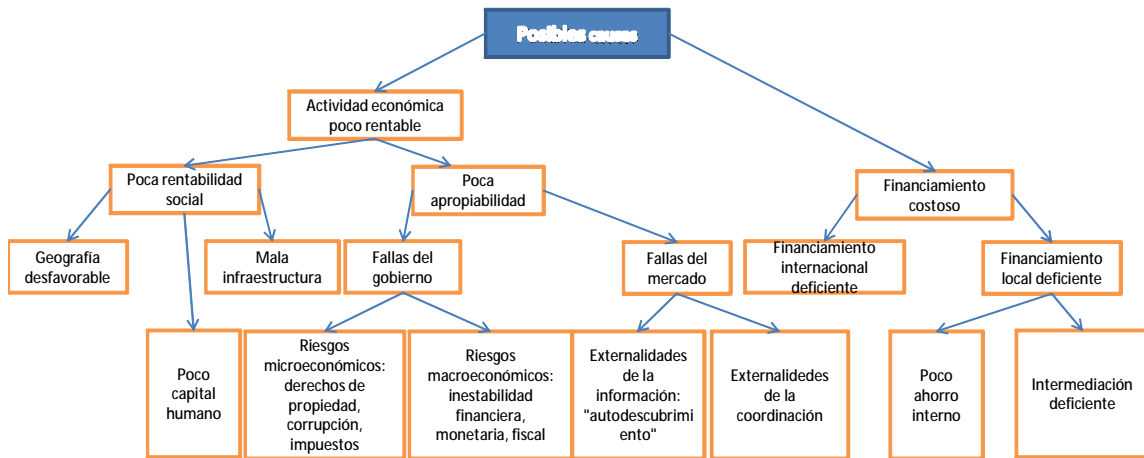 Posibles causas
Actividad económica
poco rentable
Poca rentabilidad
social
Poca
apropiabilidad
Financiamiento
costoso
Geografía
desfavorable
Mala
infraestructura
Fallas del
gobierno
Fallas del
mercado
Financiamiento
internacional
deficiente
Financiamiento
local deficiente
Poco
capital
humano
Riesgos
microeconómicos:
derechos de
propiedad,
corrupción,
impuestos
Riesgos
macroeconómicos:
inestabilidad
financiera,
monetaria, fiscal
Externalidades
de la
información:
"autodescubrimi
ento"
Externalidedes
de la
coordinación
Poco
ahorro
interno
Intermediación
deficiente